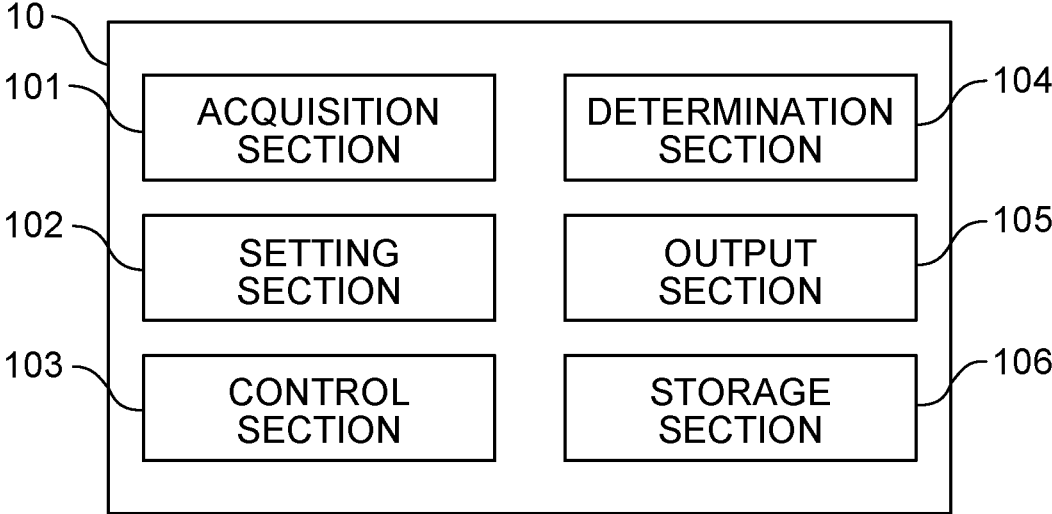 10
101
ACQUISITION
SECTION
DETERMINATION
SECTION
104
102
SETTING
SECTION
OUTPUT
SECTION
105
103
CONTROL
SECTION
STORAGE
SECTION
106